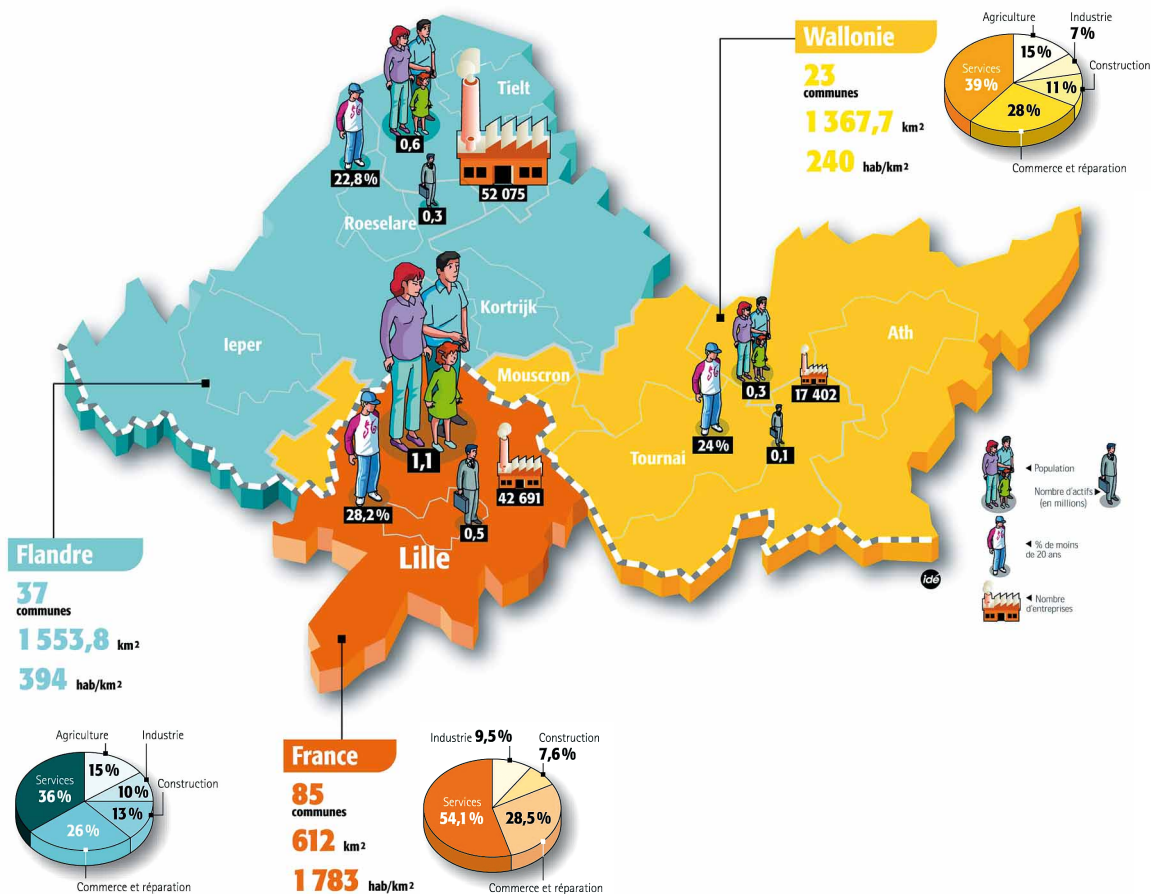 Wallonie
23
communes
1 367,7 km²
240 hab/km²
Agriculture
15 %
Industrie
7 %
Construction
11 %
Services
39 %
28 %
Commerce et réparation
Tielt
0,6
22,8 %
52 075
0,3
Roeselare
Kortrijk
Ieper
Mouscron
Ath
0,3
17 402
24 %
0,1
Tournai
1,1
28,2 %
42 691
0,5
Lille
Population
Nombre d'actifs
(en millions)
% de moins
de 20 ans
Nombre
d'entreprises
idé
Flandre
37
communes
1 553,8 km²
394 hab/km²
Agriculture
15 %
Industrie
10 %
Construction
13 %
Services
36 %
26 %
Commerce et réparation
France
85
communes
612 km²
1 783 hab/km²
Industrie 9,5 %
Construction
7,6 %
Services
54,1 %
28,5 %
Commerce et réparation